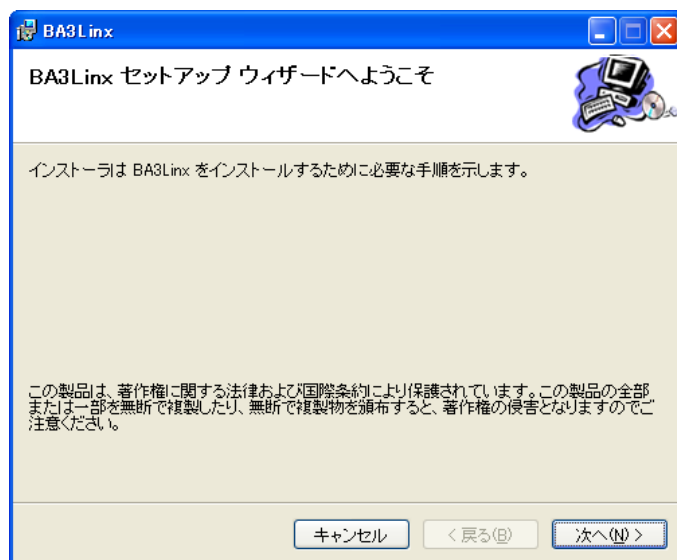 BA3Linx
BA3Linx セットアップ ウィザードへようこそ
インストーラは BA3Linx をインストールするために必要な手順を示します。
この製品は、著作権に関する法律および国際条約により保護されています。この製品の全部
または一部を無断で複製したり、無断で複製物を頒布すると、著作権の侵害となりますのでご
注意ください。
キャンセル
< 戻る(B)
次へ(N) >